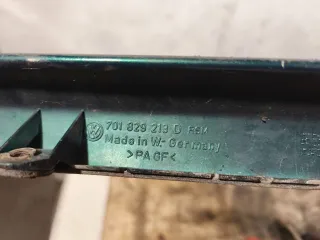 701 829 213 D
Made in W.-Germany
>PA GF<